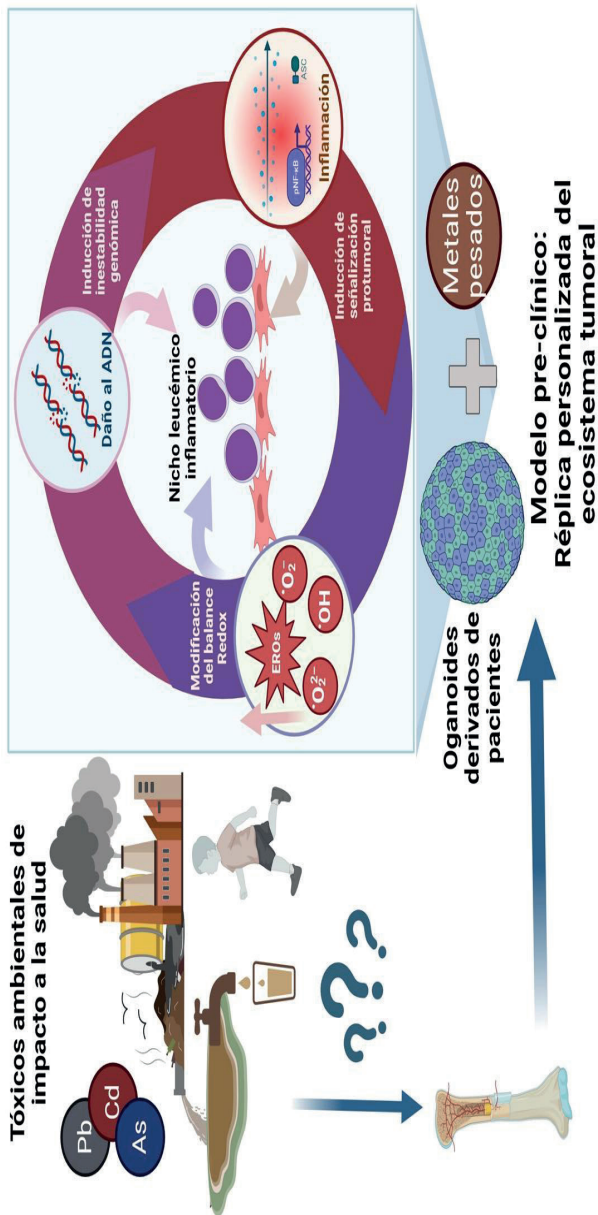 Tóxicos ambientales de
impacto a la salud
Pb
Cd
As
¿¿¿
Daño al ADN
Inducción de
inestabilidad
genómica
Inflamación
pNF-κB
ASC
Inducción de
señalización
protumoral
Modificación
del balance
Redox
EROs
·O₂⁻
·OH
·O₂²⁻
Nicho leucémico
inflamatorio
Oganoides
derivados de
pacientes
Metales
pesados
Modelo pre-clínico:
Réplica personalizada del
ecosistema tumoral